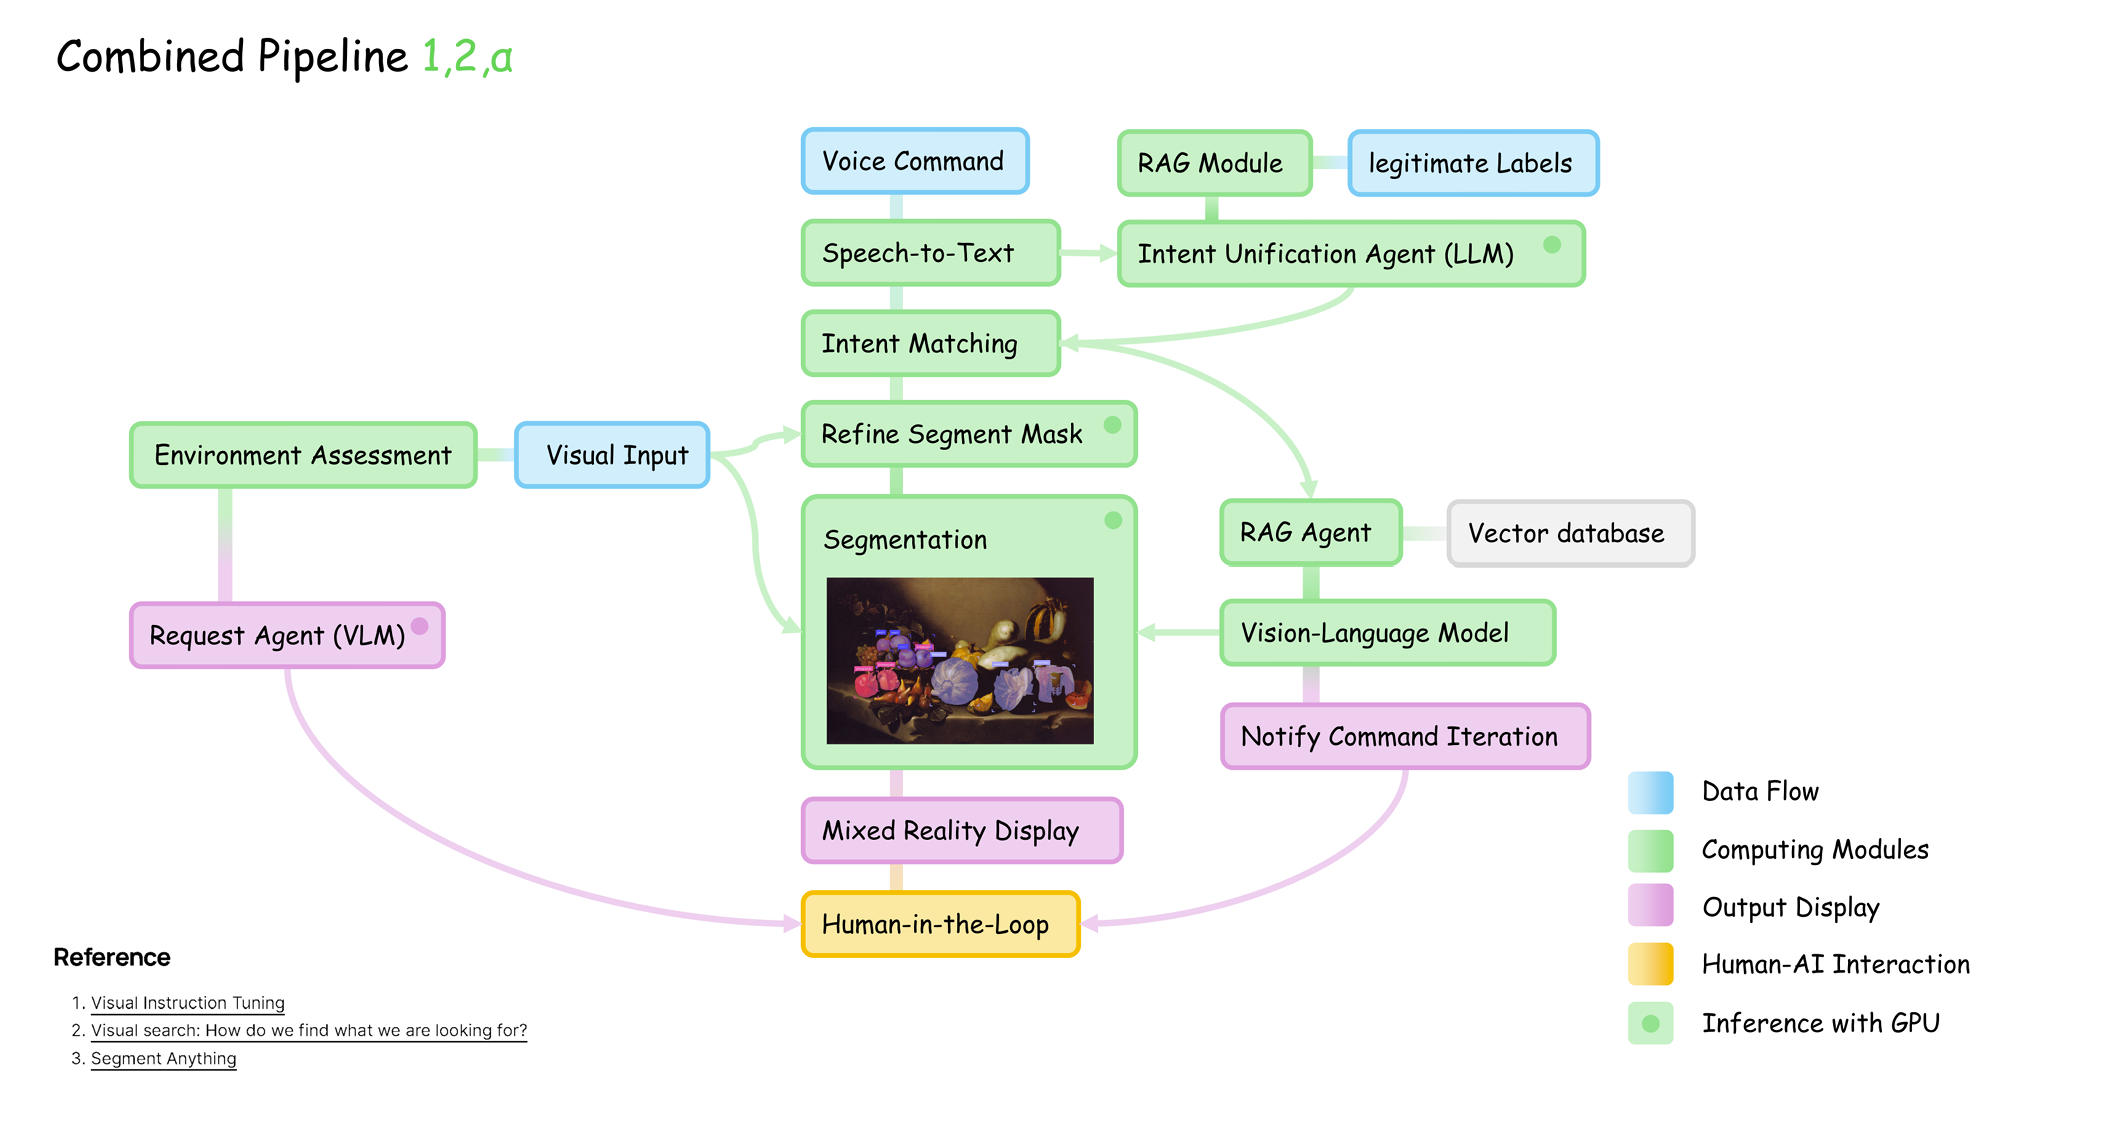 Combined Pipeline 1,2,a
Voice Command
RAG Module
legitimate Labels
Speech-to-Text
Intent Unification Agent (LLM)
Intent Matching
Environment Assessment
Visual Input
Refine Segment Mask
Segmentation
RAG Agent
Vector database
Request Agent (VLM)
Vision-Language Model
Notify Command Iteration
Mixed Reality Display
Human-in-the-Loop
Data Flow
Computing Modules
Output Display
Human-AI Interaction
Inference with GPU
Reference
1. Visual Instruction Tuning
2. Visual search: How do we find what we are looking for?
3. Segment Anything